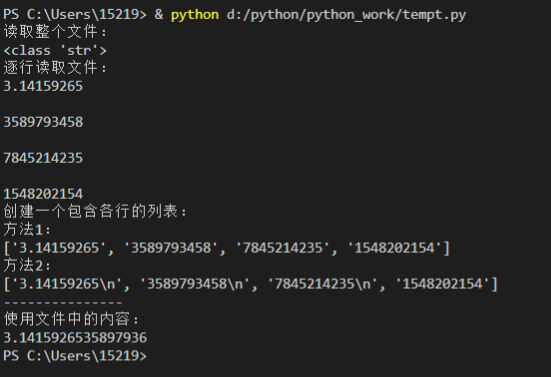 PS C:\Users\15219> & python d:/python/python_work/tempt.py
读取整个文件：
<class 'str'>
逐行读取文件：
3.14159265
3589793458
7845214235
1548202154
创建一个包含各行的列表：
方法1：
['3.14159265', '3589793458', '7845214235', '1548202154']
方法2：
['3.14159265\n', '3589793458\n', '7845214235\n', '1548202154']
---------------
使用文件中的内容：
3.1415926535897936
PS C:\Users\15219>